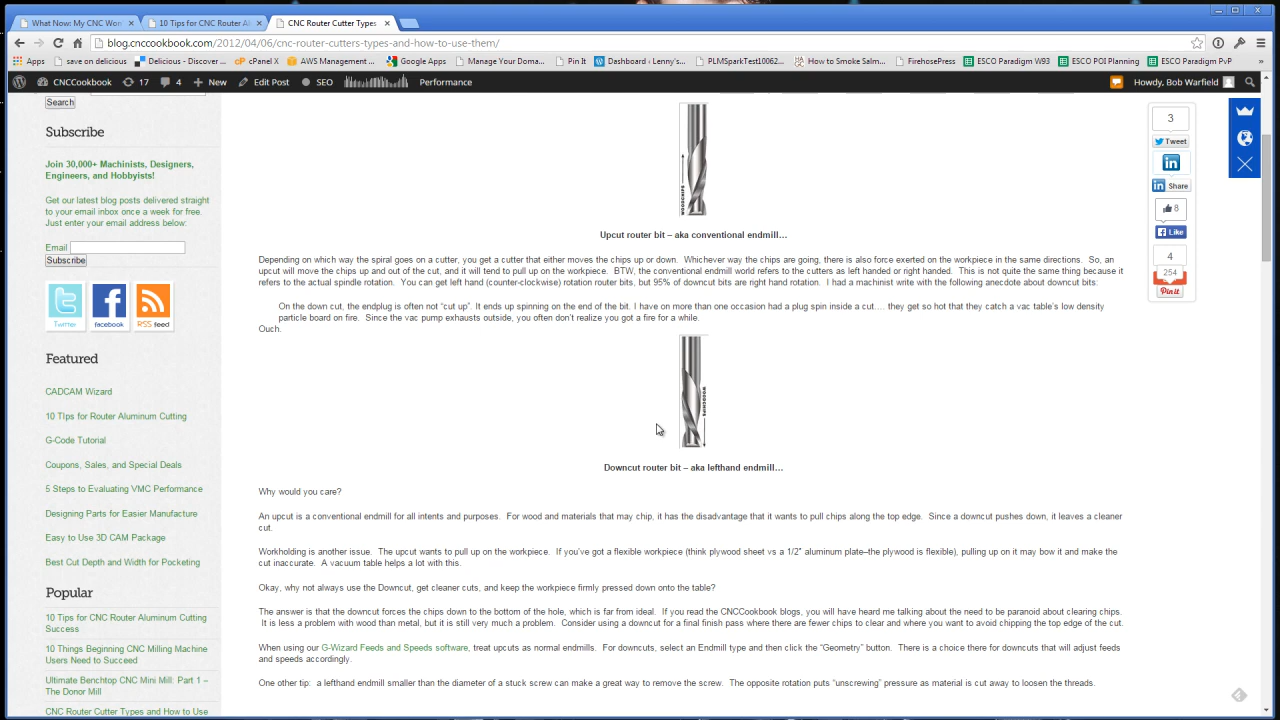 What Now: My CNC Wor
10 Tips for CNC Router Al
CNC Router Cutter Types
blog.cnccookbook.com/2012/04/06/cnc-router-cutters-types-and-how-to-use-them/
Apps save on delicious Delicious - Discover ... cPanel X AWS Management ... Google Apps Manage Your Doma... Pin It Dashboard ‹ Lenny's... PLMSparkTest10062... How to Smoke Salm... FirehosePress ESCO Paradigm W93 ESCO POI Planning ESCO Paradigm PvP »
CNCCookbook 17 4 New Edit Post SEO Performance Howdy, Bob Warfield
Search
Subscribe
Join 30,000+ Machinists, Designers,
Engineers, and Hobbyists!
Get our latest blog posts delivered straight
to your email inbox once a week for free.
Just enter your email address below:
Email
Subscribe
Twitter facebook RSS feed
Featured
CADCAM Wizard
10 TIps for Router Aluminum Cutting
G-Code Tutorial
Coupons, Sales, and Special Deals
5 Steps to Evaluating VMC Performance
Designing Parts for Easier Manufacture
Easy to Use 3D CAM Package
Best Cut Depth and Width for Pocketing
Popular
10 Tips for CNC Router Aluminum Cutting
Success
10 Things Beginning CNC Milling Machine
Users Need to Succeed
Ultimate Benchtop CNC Mini Mill: Part 1 –
The Donor Mill
CNC Router Cutter Types and How to Use
WOODCHIPS
Upcut router bit – aka conventional endmill…
Depending on which way the spiral goes on a cutter, you get a cutter that either moves the chips up or down. Whichever way the chips are going, there is also force exerted on the workpiece in the same directions. So, an
upcut will move the chips up and out of the cut, and it will tend to pull up on the workpiece. BTW, the conventional endmill world refers to the cutters as left handed or right handed. This is not quite the same thing because it
refers to the actual spindle rotation. You can get left hand (counter-clockwise) rotation router bits, but 95% of downcut bits are right hand rotation. I had a machinist write with the following anecdote about downcut bits:
On the down cut, the endplug is often not “cut up”. It ends up spinning on the end of the bit. I have on more than one occasion had a plug spin inside a cut…. they get so hot that they catch a vac table’s low density
particle board on fire. Since the vac pump exhausts outside, you often don’t realize you got a fire for a while.
Ouch.
WOODCHIPS
Downcut router bit – aka lefthand endmill…
Why would you care?
An upcut is a conventional endmill for all intents and purposes. For wood and materials that may chip, it has the disadvantage that it wants to pull chips along the top edge. Since a downcut pushes down, it leaves a cleaner
cut.
Workholding is another issue. The upcut wants to pull up on the workpiece. If you’ve got a flexible workpiece (think plywood sheet vs a 1/2″ aluminum plate–the plywood is flexible), pulling up on it may bow it and make the
cut inaccurate. A vacuum table helps a lot with this.
Okay, why not always use the Downcut, get cleaner cuts, and keep the workpiece firmly pressed down onto the table?
The answer is that the downcut forces the chips down to the bottom of the hole, which is far from ideal. If you read the CNCCookbook blogs, you will have heard me talking about the need to be paranoid about clearing chips.
It is less a problem with wood than metal, but it is still very much a problem. Consider using a downcut for a final finish pass where there are fewer chips to clear and where you want to avoid chipping the top edge of the cut.
When using our G-Wizard Feeds and Speeds software, treat upcuts as normal endmills. For downcuts, select an Endmill type and then click the “Geometry” button. There is a choice there for downcuts that will adjust feeds
and speeds accordingly.
One other tip: a lefthand endmill smaller than the diameter of a stuck screw can make a great way to remove the screw. The opposite rotation puts “unscrewing” pressure as material is cut away to loosen the threads.
3
Tweet
in
in Share
8
Like
4
254
Pin it